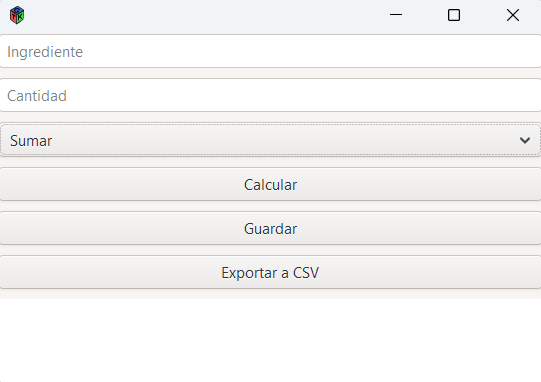 Ingrediente
Cantidad
Sumar
Calcular
Guardar
Exportar a CSV